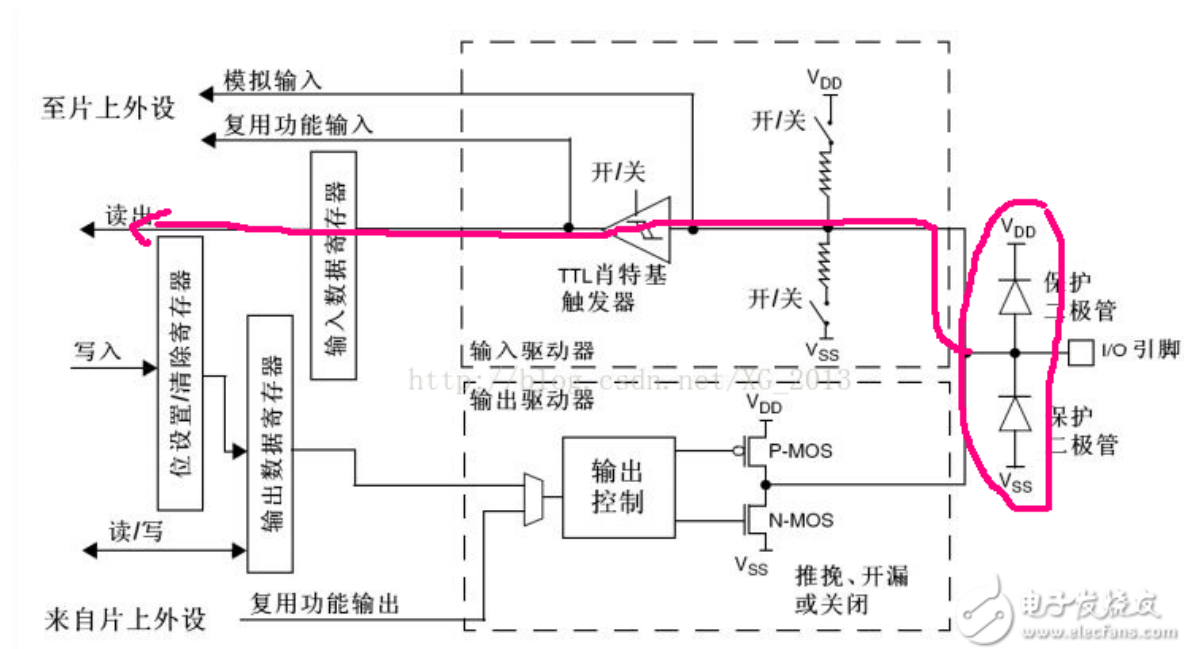 模拟输入
至片上外设
复用功能输入
VDD
开/关
开/关
读出
输入数据寄存器
TTL肖特基
触发器
开/关
VSS
输入驱动器
VDD
保护
二极管
I/O 引脚
保护
二极管
VSS
位设置/清除寄存器
写入
输出数据寄存器
http://blog.csdn.net/XG_2013
输出驱动器
VDD
P-MOS
输出
控制
N-MOS
VSS
读/写
推挽、开漏
或关闭
复用功能输出
来自片上外设
电子发烧友
www.elecfans.com